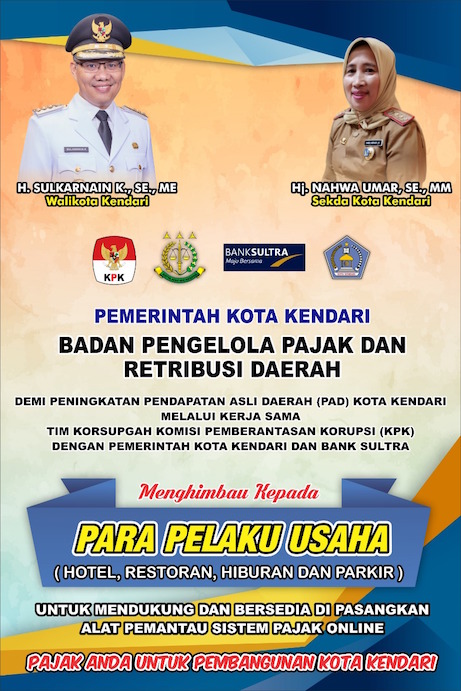 H. SULKARNAIN K., SE., ME
Walikota Kendari
Hj. NAHWA UMAR, SE., MM
Sekda Kota Kendari
KPK
BANKSULTRA
Maju Bersama
PEMERINTAH KOTA KENDARI
BADAN PENGELOLA PAJAK DAN
RETRIBUSI DAERAH
DEMI PENINGKATAN PENDAPATAN ASLI DAERAH (PAD) KOTA KENDARI
MELALUI KERJA SAMA
TIM KORSUPGAH KOMISI PEMBERANTASAN KORUPSI (KPK)
DENGAN PEMERINTAH KOTA KENDARI DAN BANK SULTRA
Menghimbau Kepada
PARA PELAKU USAHA
( HOTEL, RESTORAN, HIBURAN DAN PARKIR )
UNTUK MENDUKUNG DAN BERSEDIA DI PASANGKAN
ALAT PEMANTAU SISTEM PAJAK ONLINE
PAJAK ANDA UNTUK PEMBANGUNAN KOTA KENDARI